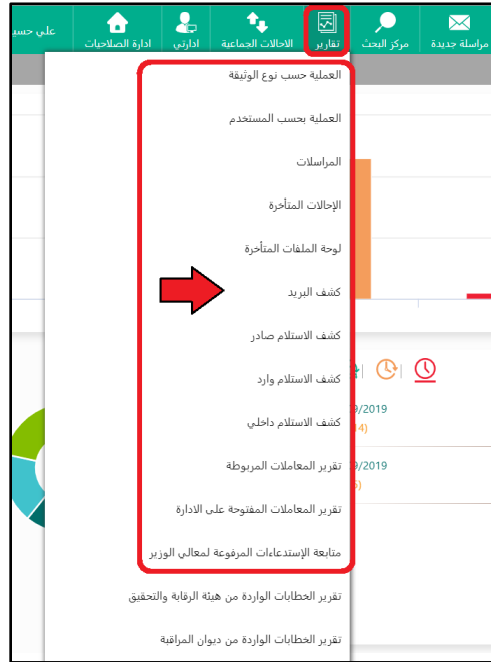 مراسلة جديدة
مركز البحث
تقارير
الاحالات الجماعية
ادارتي
ادارة الصلاحيات
علي حسي
العملية حسب نوع الوثيقة
العملية بحسب المستخدم
المراسلات
الإحالات المتأخرة
لوحة الملفات المتأخرة
كشف البريد
كشف الاستلام صادر
كشف الاستلام وارد
كشف الاستلام داخلي
تقرير المعاملات المربوطة
تقرير المعاملات المفتوحة على الادارة
متابعة الإستدعاءات المرفوعة لمعالي الوزير
تقرير الخطابات الواردة من هيئة الرقابة والتحقيق
تقرير الخطابات الواردة من ديوان المراقبة
9/2019
14)
9/2019